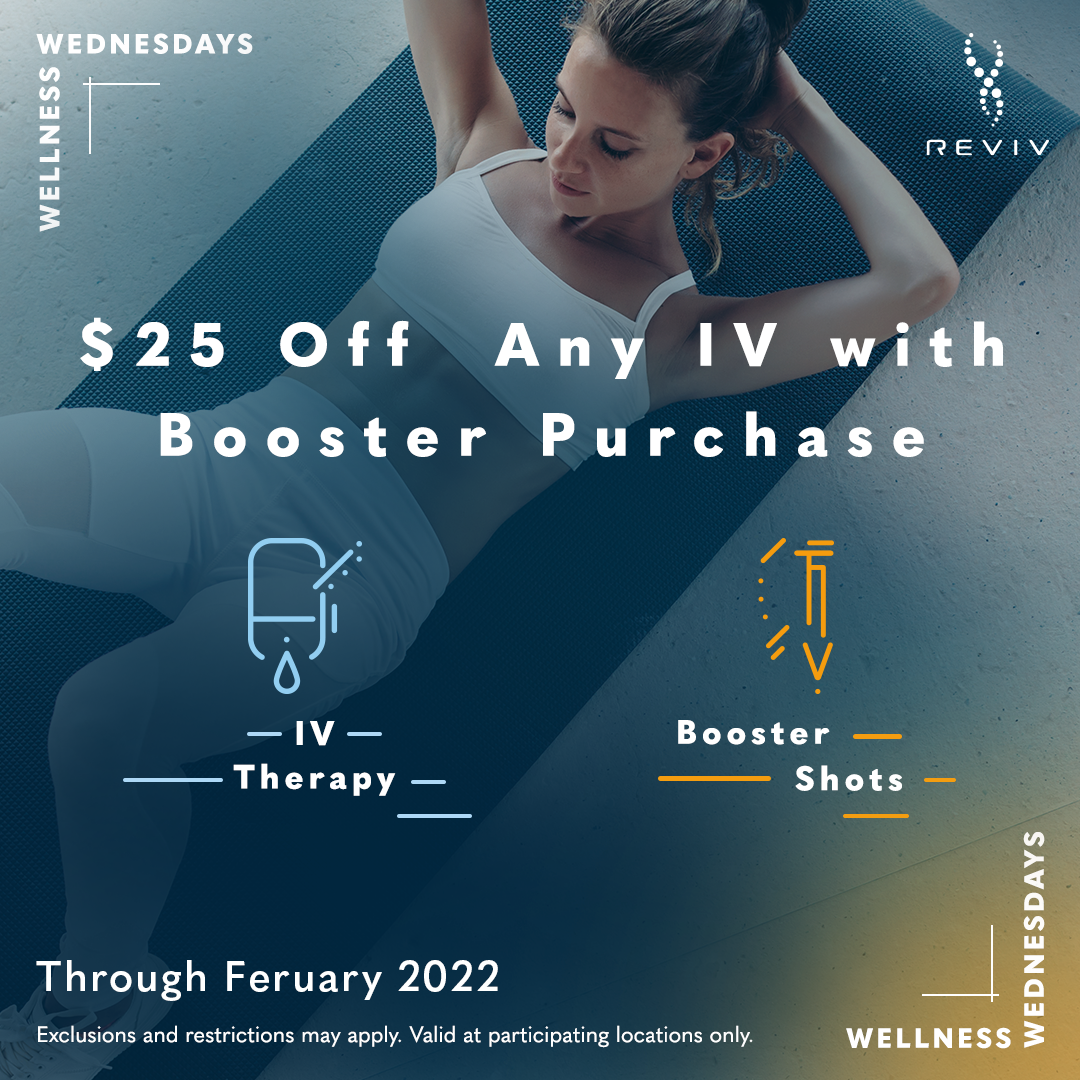 WEDNESDAYS
WELLNESS
REVIV
$25 Off Any IV with
Booster Purchase
IV
Therapy
Booster
Shots
Through Feruary 2022
Exclusions and restrictions may apply. Valid at participating locations only.
WELLNESS
WEDNESDAYS